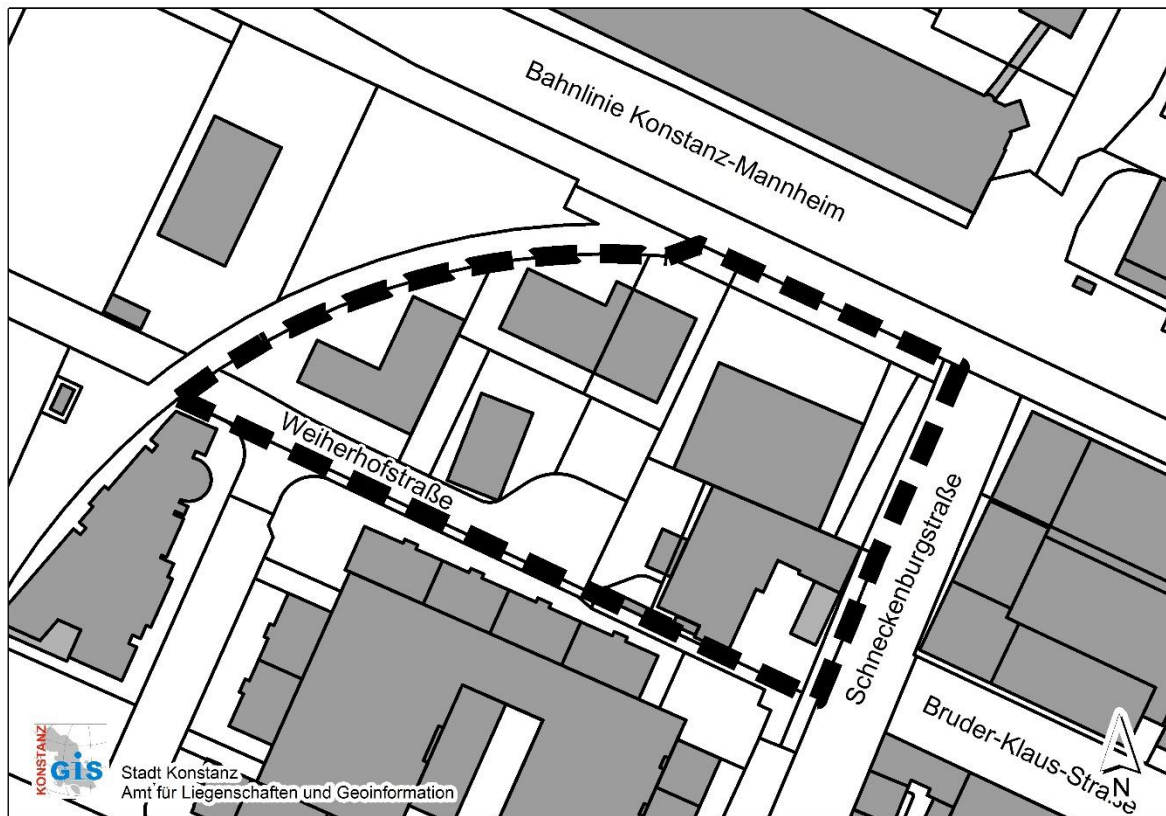 Bahnlinie Konstanz-Mannheim
Weiherhofstraße
Schneckenburgstraße
Bruder-Klaus-Straße
N
KONSTANZ
GiS
Stadt Konstanz
Amt für Liegenschaften und Geoinformation